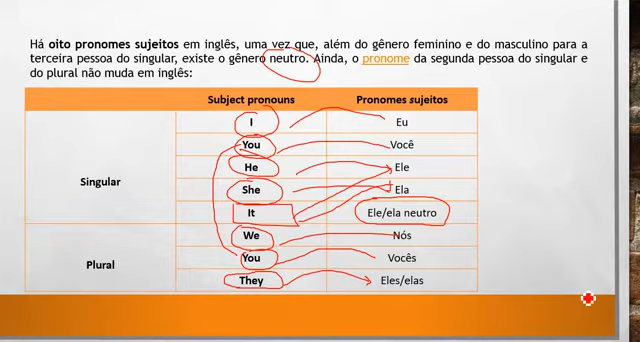 Há oito pronomes sujeitos em inglês, uma vez que, além do gênero feminino e do masculino para a
terceira pessoa do singular, existe o gênero neutro. Ainda, o pronome da segunda pessoa do singular e
do plural não muda em inglês:
Subject pronouns Pronomes sujeitos
Singular
I Eu
You Você
He Ele
She Ela
It Ele/ela neutro
Plural
We Nós
You Vocês
They Eles/elas